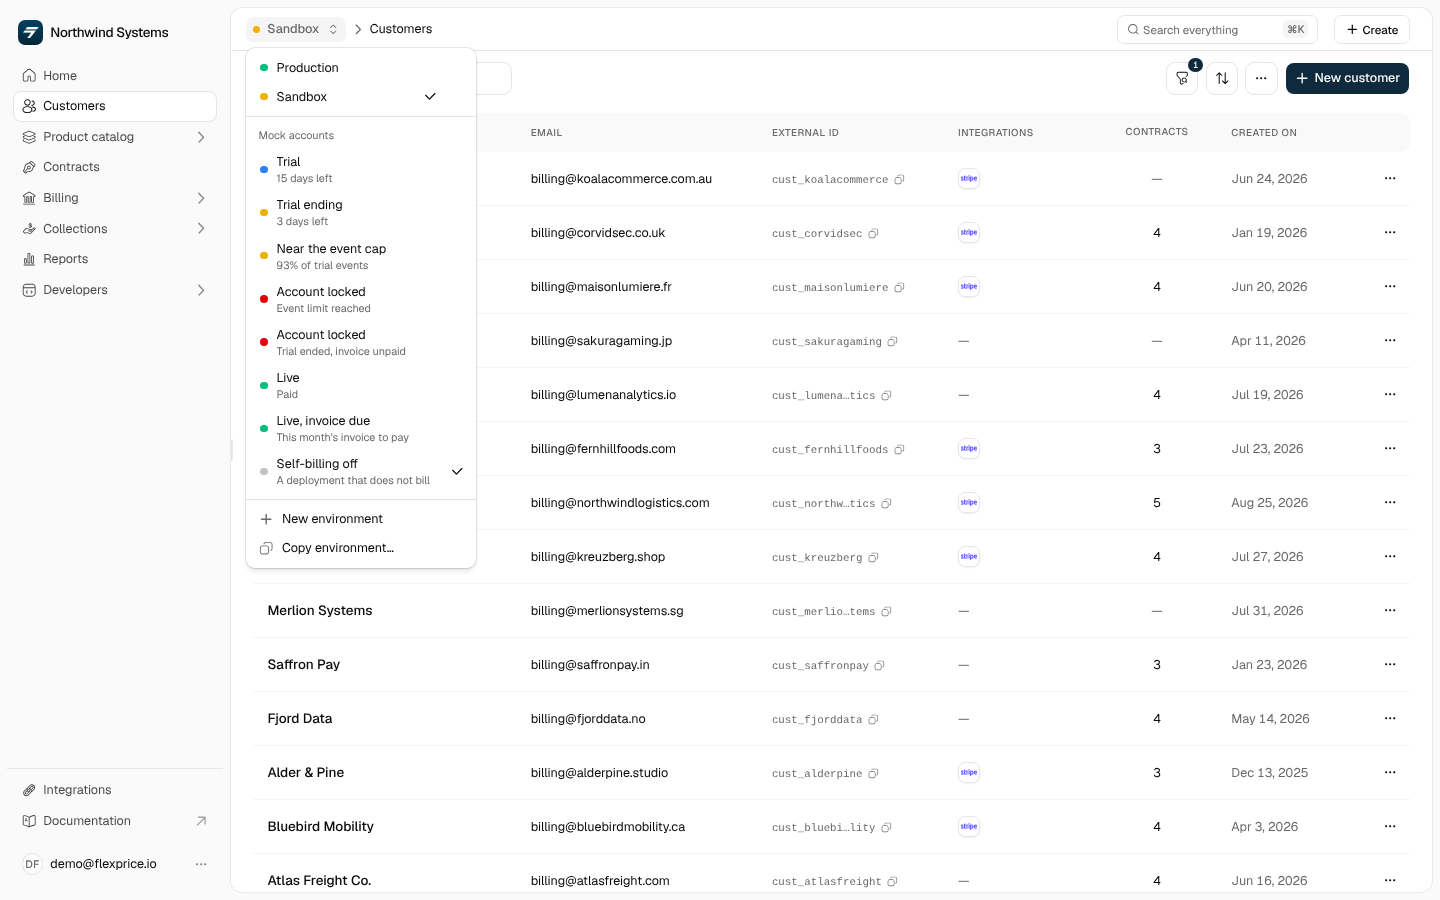 Northwind Systems
Home
Customers
Product catalog
Contracts
Billing
Collections
Reports
Developers
Integrations
Documentation
DF demo@flexprice.io
Sandbox Customers
Search everything ⌘K
Create
1
New customer
Production
Sandbox
Mock accounts
Trial
15 days left
Trial ending
3 days left
Near the event cap
93% of trial events
Account locked
Event limit reached
Account locked
Trial ended, invoice unpaid
Live
Paid
Live, invoice due
This month's invoice to pay
Self-billing off
A deployment that does not bill
New environment
Copy environment...
EMAIL EXTERNAL ID INTEGRATIONS CONTRACTS CREATED ON
billing@koalacommerce.com.au cust_koalacommerce stripe — Jun 24, 2026
billing@corvidsec.co.uk cust_corvidsec stripe 4 Jan 19, 2026
billing@maisonlumiere.fr cust_maisonlumiere stripe 4 Jun 20, 2026
billing@sakuragaming.jp cust_sakuragaming — — Apr 11, 2026
billing@lumenanalytics.io cust_lumena…tics — 4 Jul 19, 2026
billing@fernhillfoods.com cust_fernhillfoods stripe 3 Jul 23, 2026
billing@northwindlogistics.com cust_northw…tics stripe 5 Aug 25, 2026
billing@kreuzberg.shop cust_kreuzberg stripe 4 Jul 27, 2026
Merlion Systems billing@merlionsystems.sg cust_merlio…tems — — Jul 31, 2026
Saffron Pay billing@saffronpay.in cust_saffronpay — 3 Jan 23, 2026
Fjord Data billing@fjorddata.no cust_fjorddata — 4 May 14, 2026
Alder & Pine billing@alderpine.studio cust_alderpine stripe 3 Dec 13, 2025
Bluebird Mobility billing@bluebirdmobility.ca cust_bluebi…lity stripe 4 Apr 3, 2026
Atlas Freight Co. billing@atlasfreight.com cust_atlasfreight — 4 Jun 16, 2026